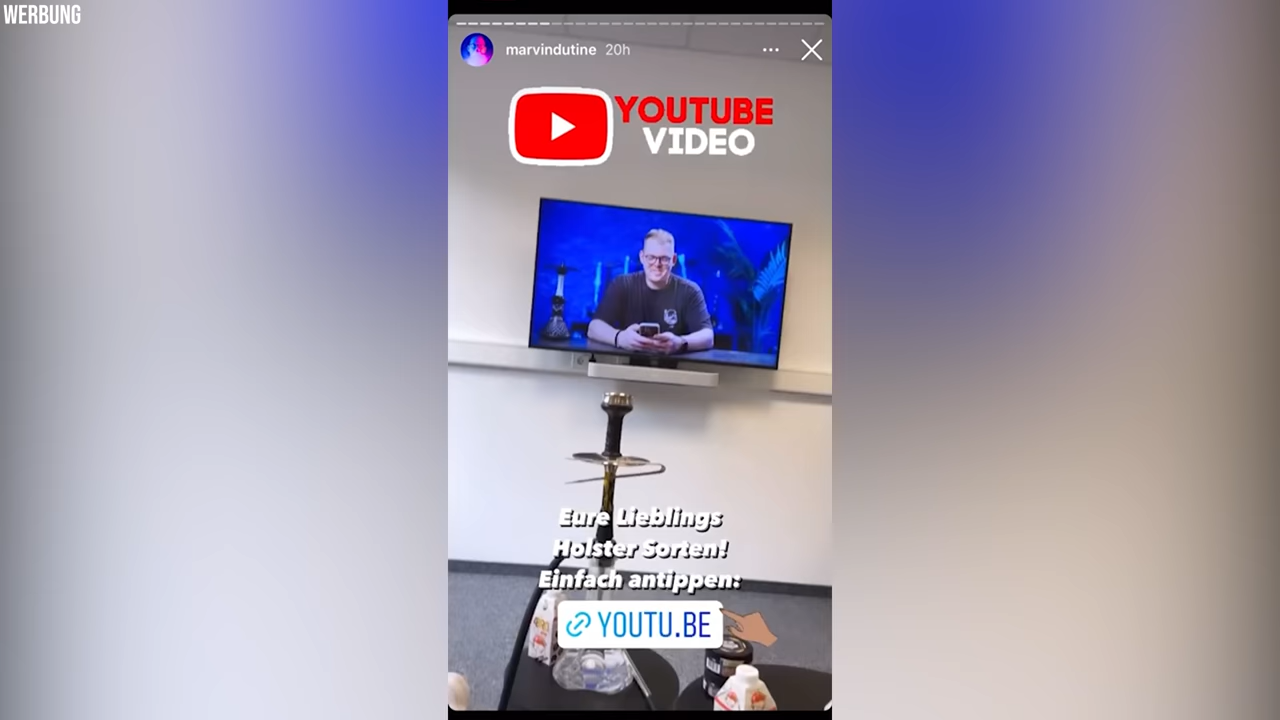 WERBUNG
marvindutine 20h
YOUTUBE
VIDEO
Eure Lieblings
Holster Sorten!
Einfach antippen:
YOUTU.BE